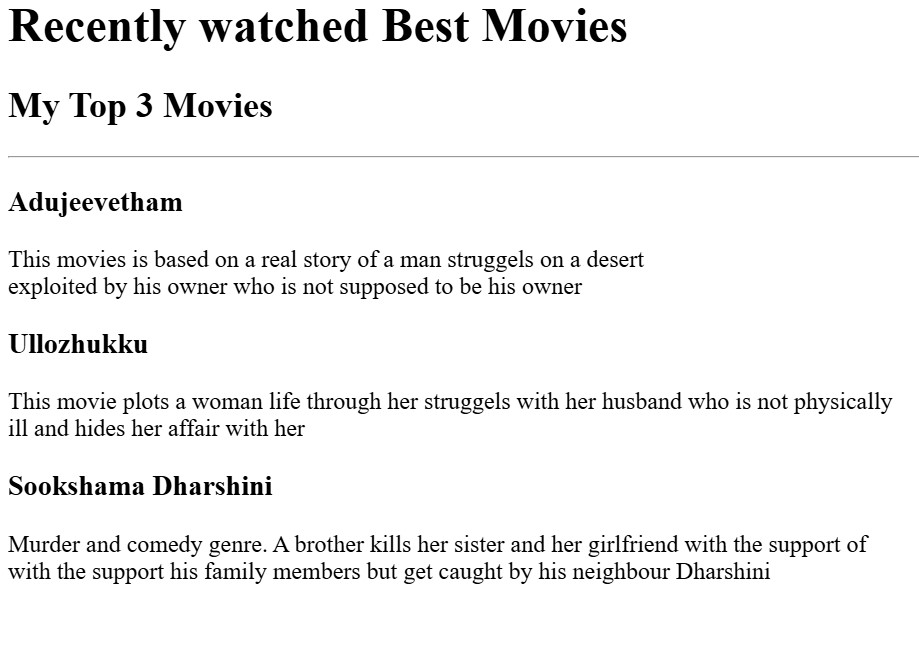 Recently watched Best Movies
My Top 3 Movies
Adujeevetham
This movies is based on a real story of a man struggels on a desert
exploited by his owner who is not supposed to be his owner
Ullozhukku
This movie plots a woman life through her struggels with her husband who is not physically
ill and hides her affair with her
Sookshama Dharshini
Murder and comedy genre. A brother kills her sister and her girlfriend with the support of
with the support his family members but get caught by his neighbour Dharshini